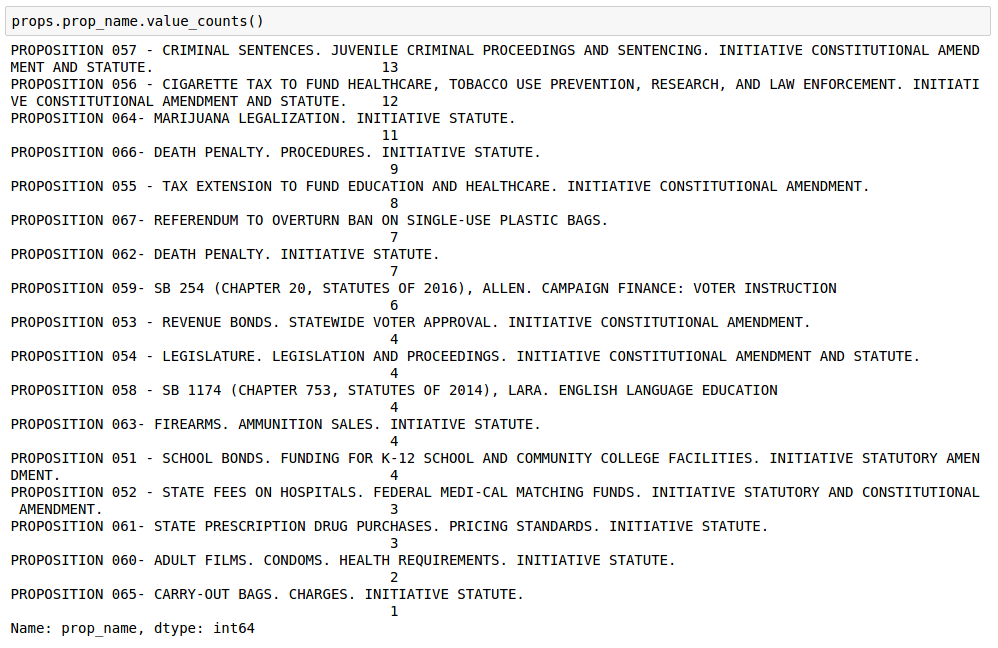 props.prop_name.value_counts()
PROPOSITION 057 - CRIMINAL SENTENCES. JUVENILE CRIMINAL PROCEEDINGS AND SENTENCING. INITIATIVE CONSTITUTIONAL AMEND
MENT AND STATUTE. 13
PROPOSITION 056 - CIGARETTE TAX TO FUND HEALTHCARE, TOBACCO USE PREVENTION, RESEARCH, AND LAW ENFORCEMENT. INITIATI
VE CONSTITUTIONAL AMENDMENT AND STATUTE. 12
PROPOSITION 064- MARIJUANA LEGALIZATION. INITIATIVE STATUTE.
11
PROPOSITION 066- DEATH PENALTY. PROCEDURES. INITIATIVE STATUTE.
9
PROPOSITION 055 - TAX EXTENSION TO FUND EDUCATION AND HEALTHCARE. INITIATIVE CONSTITUTIONAL AMENDMENT.
8
PROPOSITION 067- REFERENDUM TO OVERTURN BAN ON SINGLE-USE PLASTIC BAGS.
7
PROPOSITION 062- DEATH PENALTY. INITIATIVE STATUTE.
7
PROPOSITION 059- SB 254 (CHAPTER 20, STATUTES OF 2016), ALLEN. CAMPAIGN FINANCE: VOTER INSTRUCTION
6
PROPOSITION 053 - REVENUE BONDS. STATEWIDE VOTER APPROVAL. INITIATIVE CONSTITUTIONAL AMENDMENT.
4
PROPOSITION 054 - LEGISLATURE. LEGISLATION AND PROCEEDINGS. INITIATIVE CONSTITUTIONAL AMENDMENT AND STATUTE.
4
PROPOSITION 058 - SB 1174 (CHAPTER 753, STATUTES OF 2014), LARA. ENGLISH LANGUAGE EDUCATION
4
PROPOSITION 063- FIREARMS. AMMUNITION SALES. INTIATIVE STATUTE.
4
PROPOSITION 051 - SCHOOL BONDS. FUNDING FOR K-12 SCHOOL AND COMMUNITY COLLEGE FACILITIES. INITIATIVE STATUTORY AMEN
DMENT. 4
PROPOSITION 052 - STATE FEES ON HOSPITALS. FEDERAL MEDI-CAL MATCHING FUNDS. INITIATIVE STATUTORY AND CONSTITUTIONAL
AMENDMENT. 3
PROPOSITION 061- STATE PRESCRIPTION DRUG PURCHASES. PRICING STANDARDS. INITIATIVE STATUTE.
3
PROPOSITION 060- ADULT FILMS. CONDOMS. HEALTH REQUIREMENTS. INITIATIVE STATUTE.
2
PROPOSITION 065- CARRY-OUT BAGS. CHARGES. INITIATIVE STATUTE.
1
Name: prop_name, dtype: int64